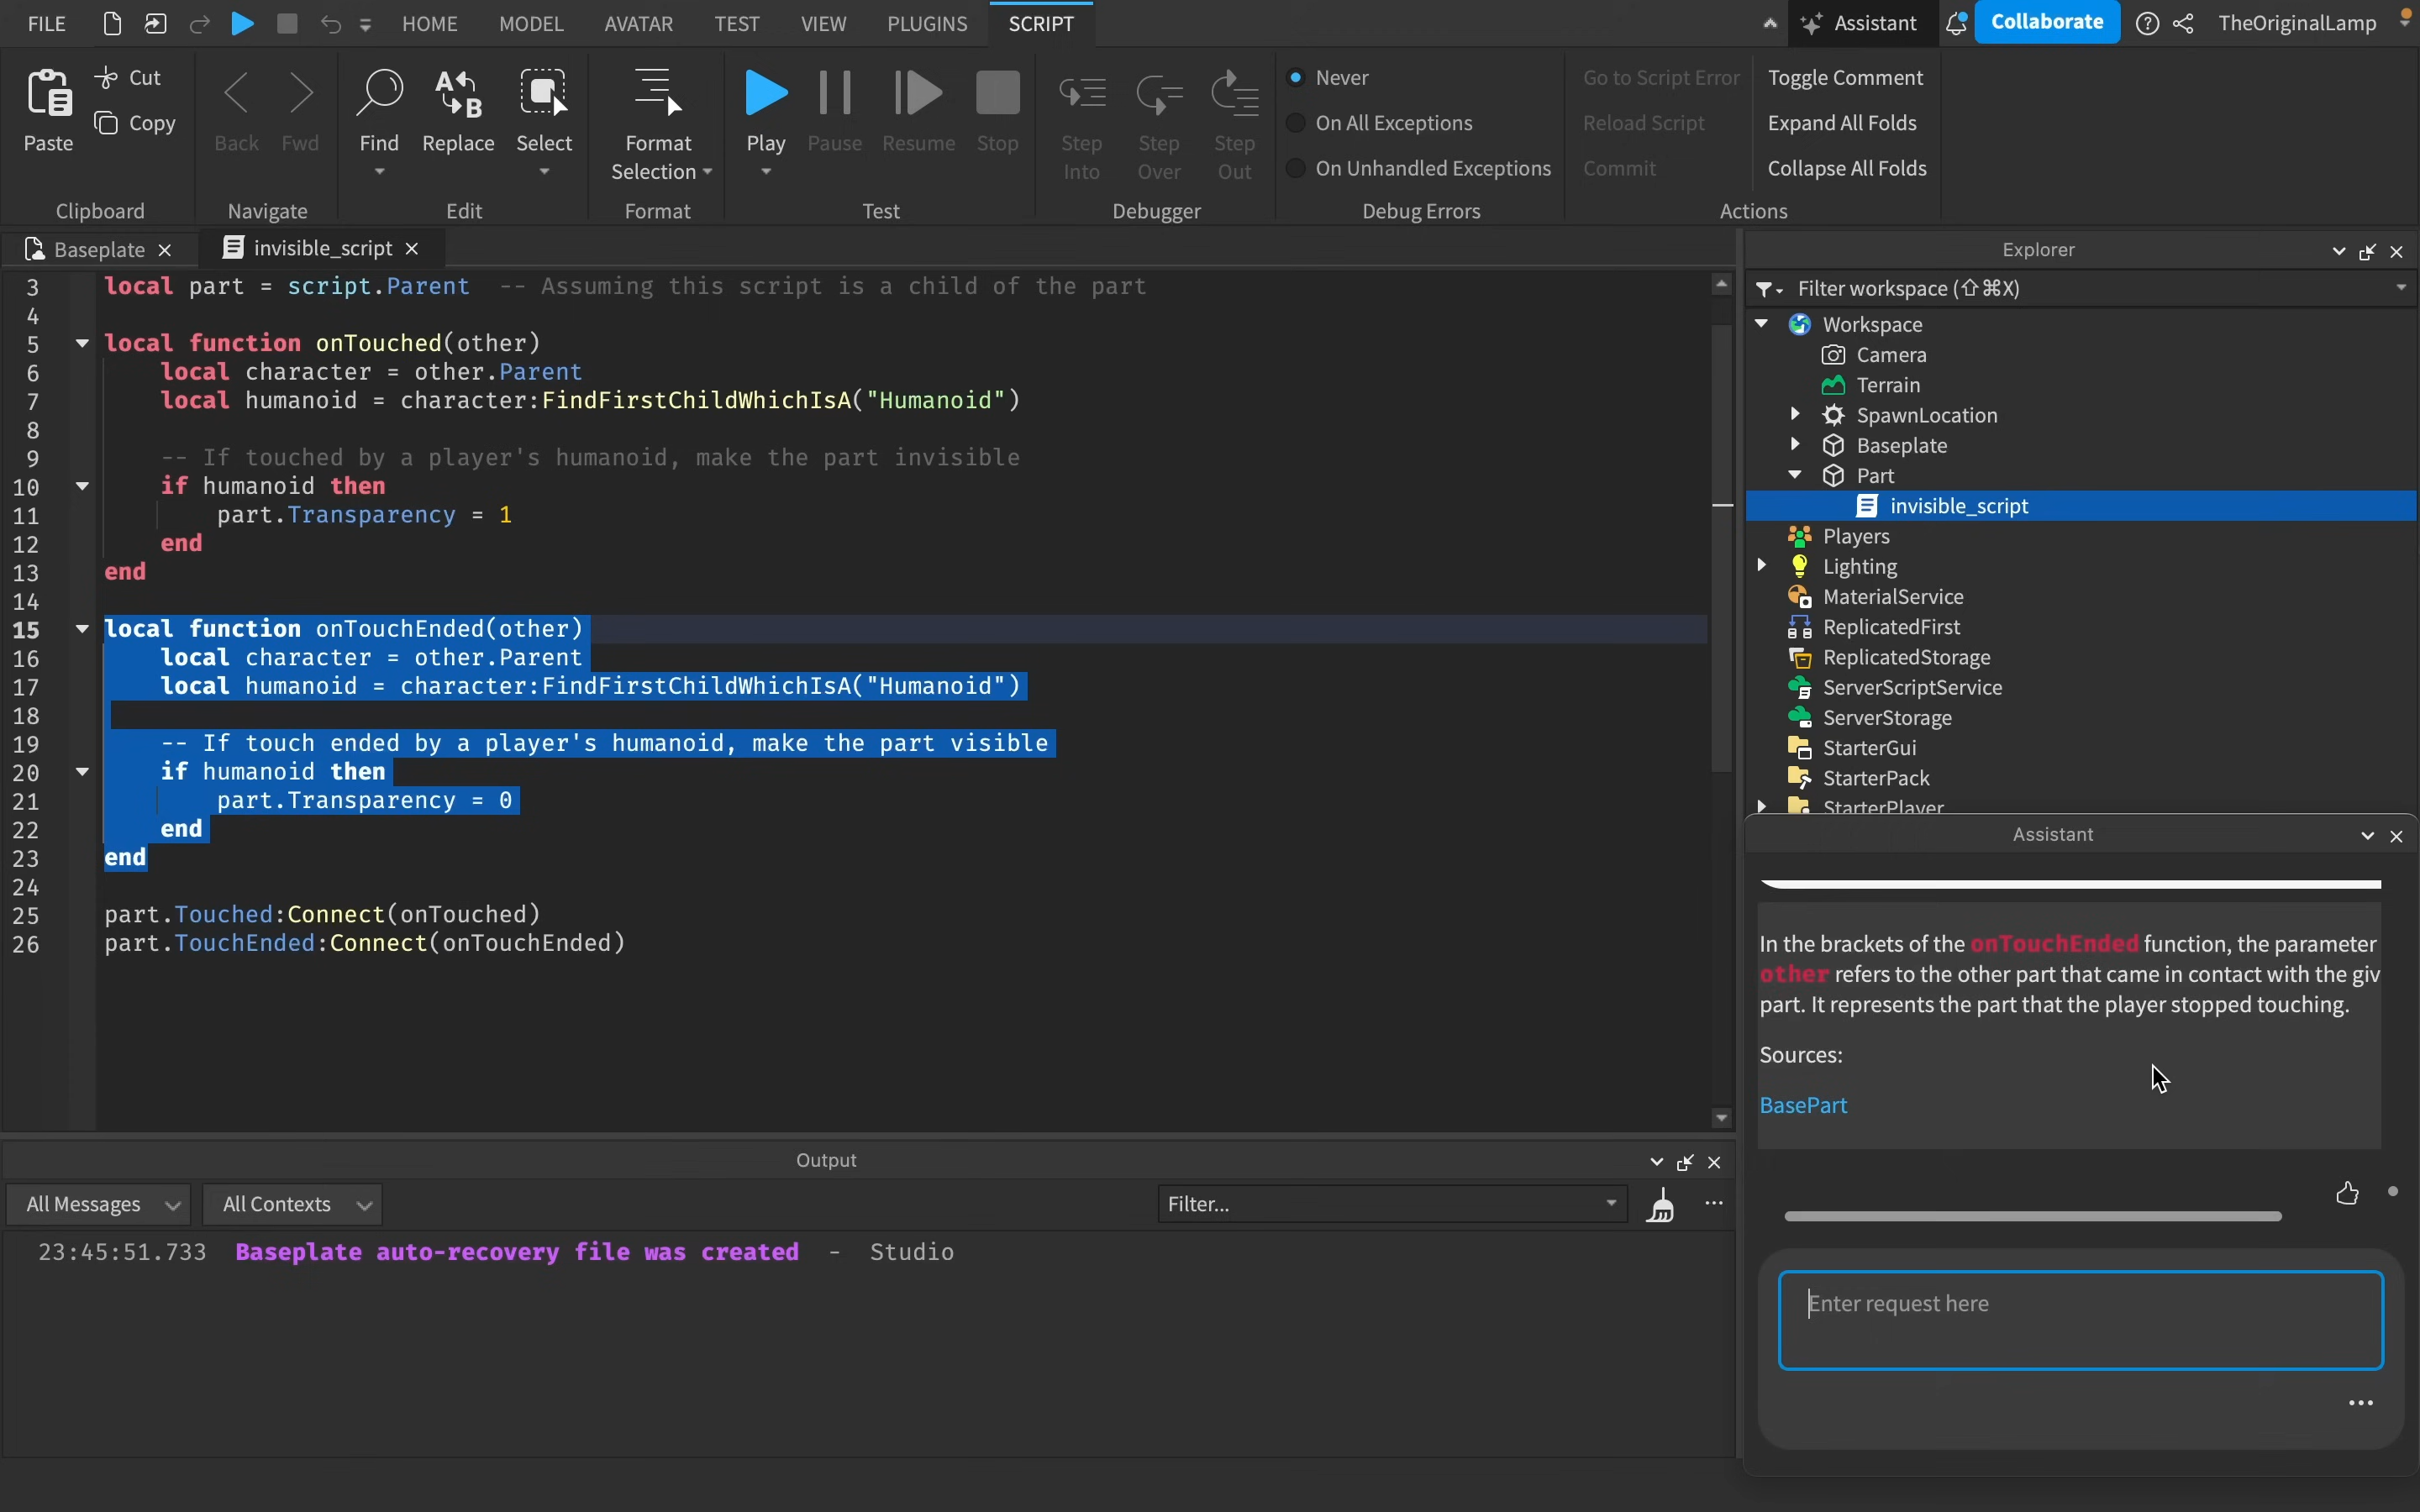 FILE HOME MODEL AVATAR TEST VIEW PLUGINS SCRIPT Assistant Collaborate TheOriginalLamp
Paste Cut Copy
Back Fwd
Find Replace Select
Format Selection
Play Pause Resume Stop
Step Into Step Over Step Out
Never
On All Exceptions
On Unhandled Exceptions
Go to Script Error
Reload Script
Commit
Toggle Comment
Expand All Folds
Collapse All Folds
Clipboard Navigate Edit Format Test Debugger Debug Errors Actions
Baseplate invisible_script
3 local part = script.Parent -- Assuming this script is a child of the part
4
5 local function onTouched(other)
6 local character = other.Parent
7 local humanoid = character:FindFirstChildWhichIsA("Humanoid")
8
9 -- If touched by a player's humanoid, make the part invisible
10 if humanoid then
11 part.Transparency = 1
12 end
13 end
14
15 local function onTouchEnded(other)
16 local character = other.Parent
17 local humanoid = character:FindFirstChildWhichIsA("Humanoid")
18
19 -- If touch ended by a player's humanoid, make the part visible
20 if humanoid then
21 part.Transparency = 0
22 end
23 end
24
25 part.Touched:Connect(onTouched)
26 part.TouchEnded:Connect(onTouchEnded)
Explorer
Filter workspace (⇧⌘X)
Workspace
Camera
Terrain
SpawnLocation
Baseplate
Part
invisible_script
Players
Lighting
MaterialService
ReplicatedFirst
ReplicatedStorage
ServerScriptService
ServerStorage
StarterGui
StarterPack
StarterPlayer
Assistant
In the brackets of the onTouchEnded function, the parameter
other refers to the other part that came in contact with the giv
part. It represents the part that the player stopped touching.
Sources:
BasePart
Enter request here
Output
All Messages All Contexts Filter...
23:45:51.733 Baseplate auto-recovery file was created - Studio